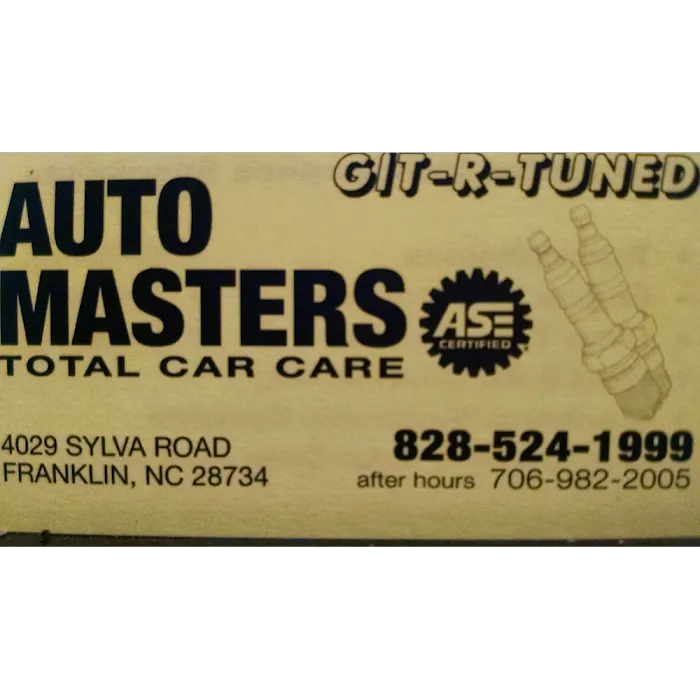 GIT-R-TUNED
AUTO
MASTERS
TOTAL CAR CARE
ASE
CERTIFIED
4029 SYLVA ROAD
FRANKLIN, NC 28734
828-524-1999
after hours 706-982-2005